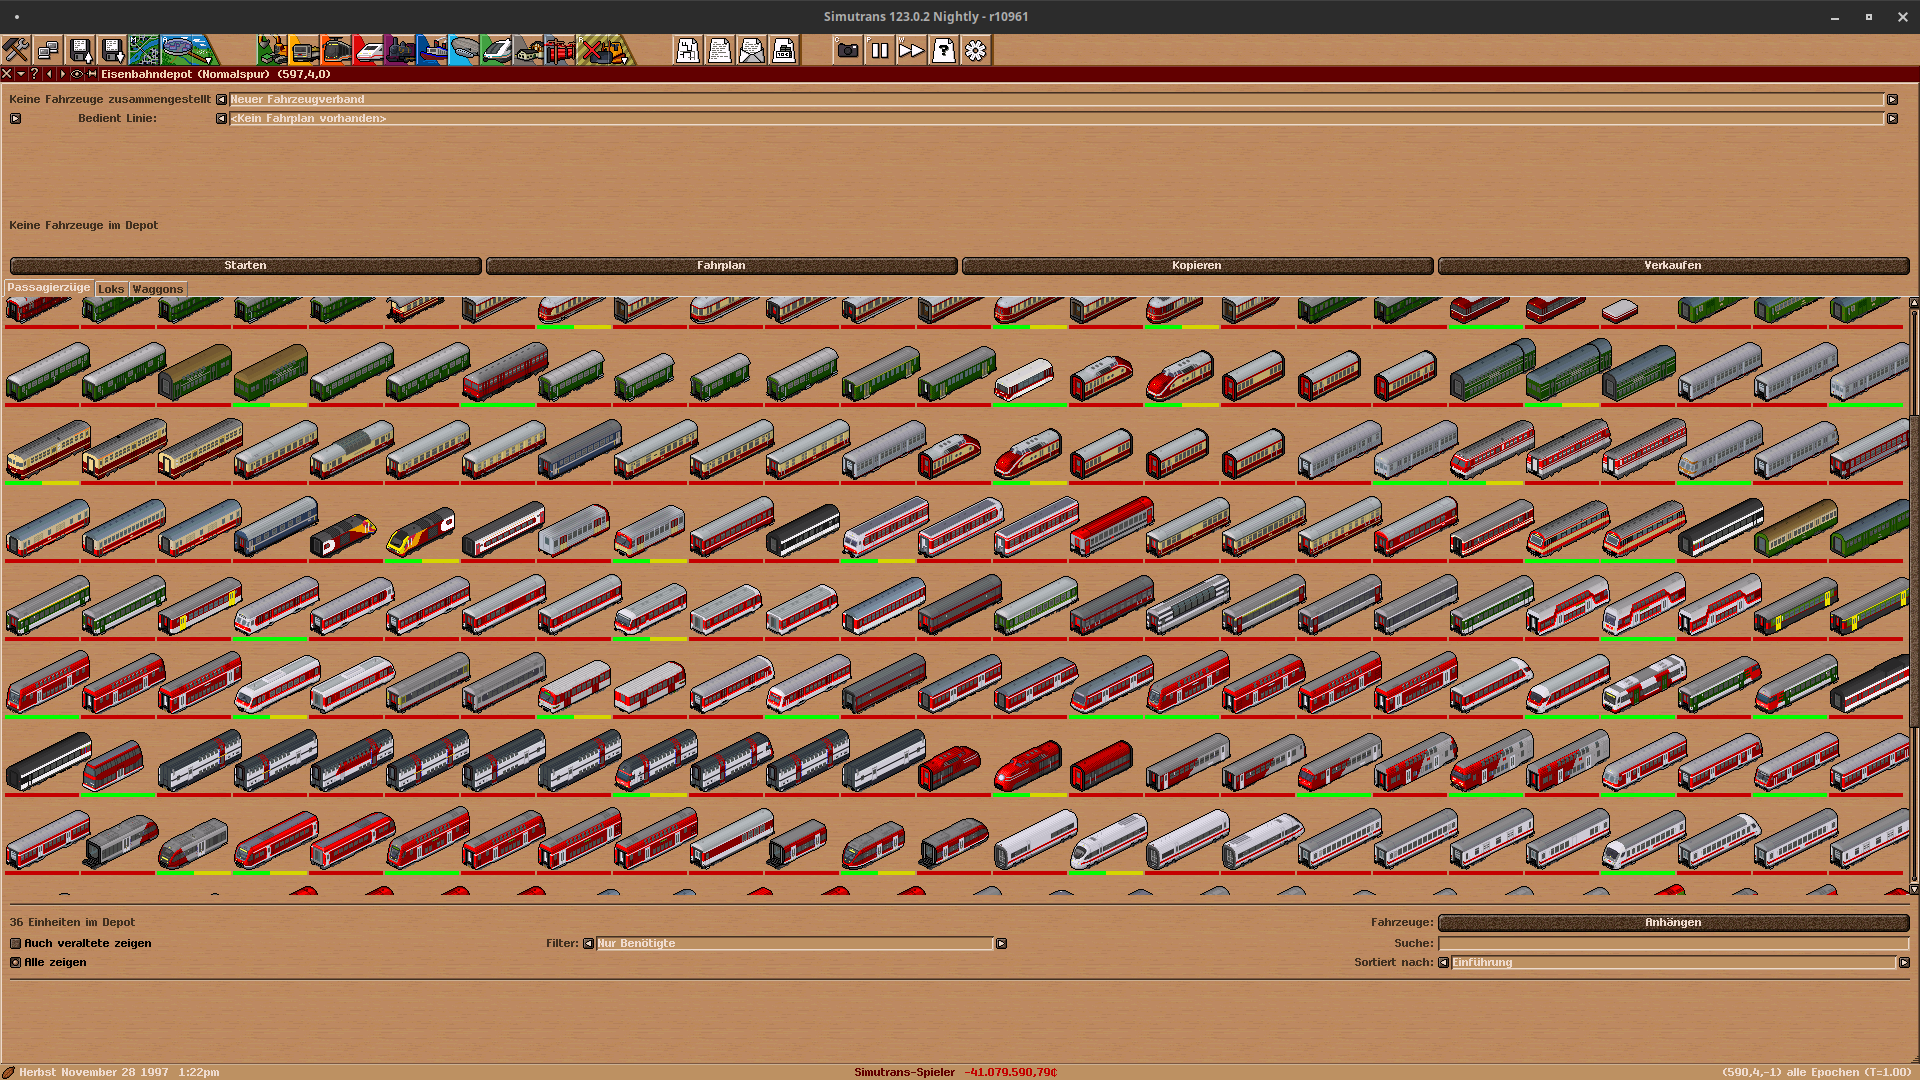 Simutrans 123.0.2 Nightly - r10961
Eisenbahndepot (Normalspur) (597,4,0)
Keine Fahrzeuge zusammengestellt Neuer Fahrzeugverband
Bedient Linie: <Kein Fahrplan vorhanden>
Keine Fahrzeuge im Depot
Starten Fahrplan Kopieren Verkaufen
Passagierzüge Loks Waggons
36 Einheiten im Depot Fahrzeuge: Anhängen
Auch veraltete zeigen Filter: Nur Benötigte Suche:
Alle zeigen Sortiert nach: Einführung
Herbst November 28 1997 1:22pm Simutrans-Spieler -41.079.590,79¢ (590,4,-1) alle Epochen (T=1.00)